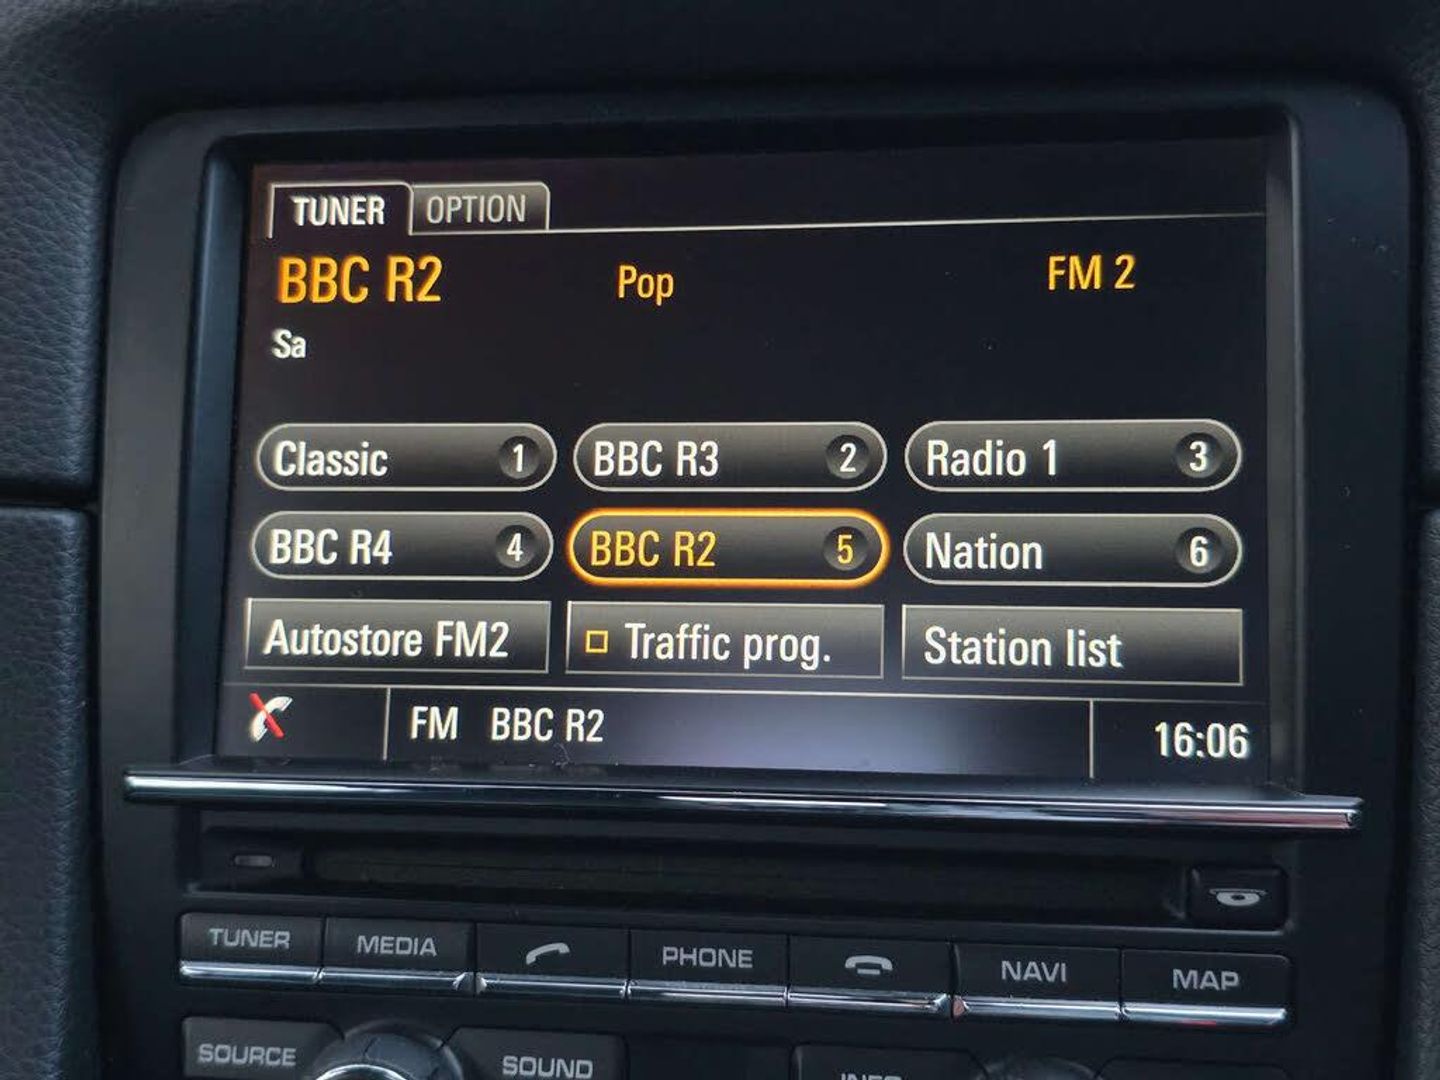 TUNER OPTION
BBC R2 Pop FM 2
Sa
Classic 1 BBC R3 2 Radio 1 3
BBC R4 4 BBC R2 5 Nation 6
Autostore FM2 Traffic prog. Station list
FM BBC R2 16:06
TUNER MEDIA PHONE NAVI MAP
SOURCE SOUND